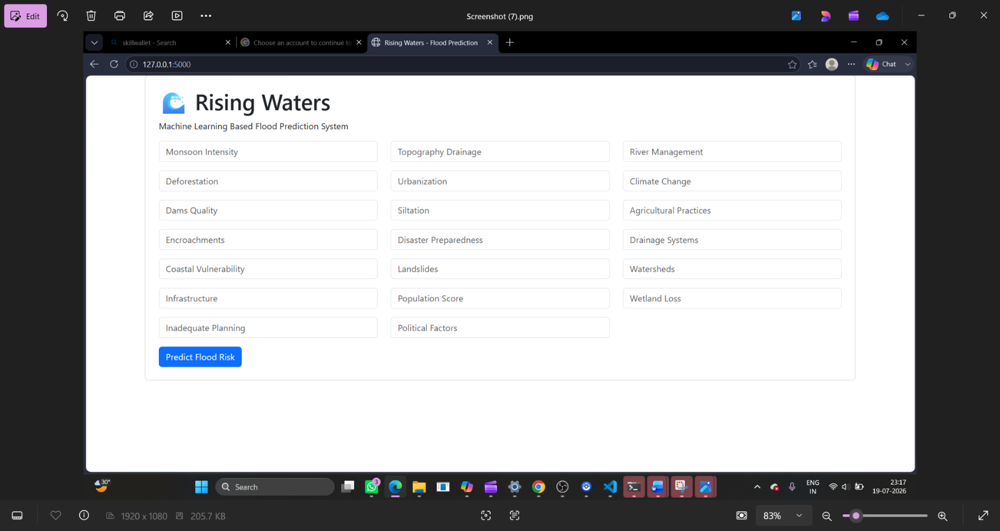 Edit
Screenshot (7).png
skillwallet - Search
Choose an account to continue to
Rising Waters - Flood Prediction
127.0.0.1:5000
Chat
Rising Waters
Machine Learning Based Flood Prediction System
Monsoon Intensity
Topography Drainage
River Management
Deforestation
Urbanization
Climate Change
Dams Quality
Siltation
Agricultural Practices
Encroachments
Disaster Preparedness
Drainage Systems
Coastal Vulnerability
Landslides
Watersheds
Infrastructure
Population Score
Wetland Loss
Inadequate Planning
Political Factors
Predict Flood Risk
30°
Search
3
ENG
IN
23:17
19-07-2026
1920 x 1080
205.7 KB
83%